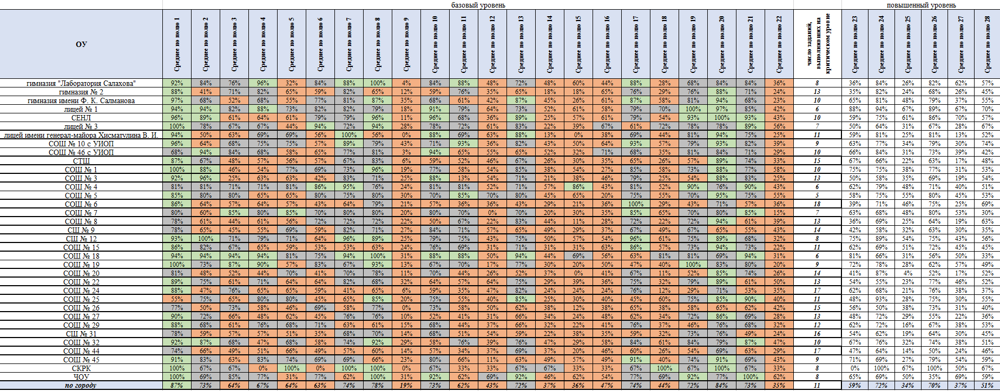 базовый уровень повышенный уровень
ОУ Среднее по полю 1 Среднее по полю 2 Среднее по полю 3 Среднее по полю 4 Среднее по полю 5 Среднее по полю 6 Среднее по полю 7 Среднее по полю 8 Среднее по полю 9 Среднее по полю 10 Среднее по полю 11 Среднее по полю 12 Среднее по полю 13 Среднее по полю 14 Среднее по полю 15 Среднее по полю 16 Среднее по полю 17 Среднее по полю 18 Среднее по полю 19 Среднее по полю 20 Среднее по полю 21 Среднее по полю 22 число заданий, выполнивших на критическом уровне Среднее по полю 23 Среднее по полю 24 Среднее по полю 25 Среднее по полю 26 Среднее по полю 27 Среднее по полю 28
гимназия "Лаборатория Салахова" 92% 84% 76% 96% 32% 84% 88% 100% 4% 84% 88% 48% 72% 48% 60% 44% 88% 28% 68% 84% 84% 36% 8 36% 84% 26% 82% 62% 57%
гимназия № 2 88% 41% 71% 82% 65% 59% 82% 65% 12% 59% 76% 35% 65% 18% 18% 65% 76% 29% 76% 88% 71% 24% 13 35% 82% 24% 68% 26% 45%
гимназия имени Ф. К. Салманова 97% 68% 52% 68% 55% 77% 81% 87% 35% 68% 61% 42% 87% 45% 26% 61% 87% 58% 81% 94% 68% 23% 10 65% 81% 48% 79% 37% 55%
лицей № 1 94% 94% 82% 88% 73% 82% 82% 79% 18% 91% 79% 64% 73% 52% 61% 58% 79% 70% 100% 97% 85% 42% 6 88% 94% 67% 89% 67% 70%
СЕНЛ 96% 89% 61% 64% 61% 79% 79% 96% 11% 96% 68% 36% 89% 25% 57% 61% 79% 54% 93% 100% 93% 43% 10 59% 75% 61% 86% 70% 57%
лицей № 3 100% 78% 67% 67% 44% 94% 72% 94% 28% 78% 72% 61% 83% 22% 39% 67% 61% 72% 78% 78% 89% 56% 7 50% 64% 31% 67% 28% 67%
лицей имени генерал-майора Хисматулина В. И. 94% 50% 63% 69% 69% 56% 100% 56% 0% 88% 69% 63% 88% 13% 0% 38% 69% 44% 81% 94% 75% 25% 11 59% 81% 25% 81% 13% 52%
СОШ № 10 с УИОП 96% 64% 68% 75% 75% 57% 89% 79% 43% 71% 93% 36% 82% 43% 50% 64% 93% 57% 79% 93% 82% 39% 9 63% 77% 34% 79% 30% 74%
СОШ № 46 с УИОП 68% 94% 84% 68% 58% 65% 77% 81% 3% 94% 65% 55% 65% 52% 32% 71% 68% 35% 81% 84% 71% 29% 10 66% 84% 31% 73% 39% 42%
СТШ 87% 67% 48% 57% 56% 57% 67% 83% 6% 59% 52% 46% 67% 26% 30% 35% 65% 26% 57% 89% 74% 33% 15 67% 66% 22% 63% 17% 48%
СОШ № 1 100% 88% 46% 54% 77% 69% 73% 96% 19% 77% 58% 54% 85% 38% 54% 27% 85% 58% 73% 88% 77% 58% 10 75% 75% 38% 77% 31% 53%
СОШ № 3 92% 96% 25% 63% 63% 42% 83% 71% 25% 88% 13% 54% 71% 21% 38% 46% 79% 25% 54% 88% 83% 25% 13 50% 58% 35% 69% 19% 54%
СОШ № 4 81% 81% 71% 71% 81% 86% 95% 76% 24% 81% 81% 52% 71% 57% 86% 43% 81% 52% 90% 76% 90% 43% 6 62% 79% 48% 71% 40% 51%
СОШ № 5 85% 80% 80% 65% 65% 80% 75% 80% 30% 70% 85% 70% 80% 45% 65% 20% 75% 55% 70% 95% 75% 55% 5 58% 75% 55% 80% 45% 53%
СОШ № 6 86% 64% 57% 64% 57% 43% 64% 79% 21% 57% 36% 36% 43% 29% 21% 36% 100% 29% 43% 71% 57% 36% 18 39% 71% 46% 75% 25% 69%
СОШ № 7 80% 60% 85% 80% 85% 70% 80% 80% 20% 80% 70% 0% 70% 20% 30% 35% 85% 65% 70% 80% 85% 15% 7 63% 68% 48% 80% 53% 30%
СОШ № 8 78% 61% 44% 61% 56% 72% 72% 72% 22% 50% 67% 22% 83% 44% 11% 28% 72% 22% 72% 94% 61% 39% 13 36% 69% 25% 64% 19% 63%
СШ № 9 78% 65% 45% 55% 69% 59% 82% 71% 27% 84% 71% 57% 65% 49% 29% 37% 67% 49% 67% 65% 55% 43% 14 42% 58% 32% 63% 30% 35%
СШ № 12 93% 100% 71% 79% 71% 64% 96% 89% 25% 79% 75% 43% 75% 50% 57% 54% 96% 61% 75% 89% 68% 32% 8 75% 89% 54% 75% 43% 56%
СОШ № 15 86% 82% 67% 65% 59% 53% 53% 63% 24% 76% 69% 31% 71% 31% 31% 63% 86% 57% 73% 94% 73% 22% 11 62% 69% 51% 72% 45% 45%
СОШ № 18 94% 94% 94% 94% 81% 75% 94% 100% 31% 88% 88% 50% 94% 44% 69% 56% 63% 81% 81% 69% 94% 31% 6 81% 66% 31% 56% 50% 33%
СОШ № 19 100% 73% 87% 90% 57% 83% 67% 93% 13% 67% 70% 17% 77% 30% 20% 50% 47% 40% 100% 83% 80% 20% 9 72% 78% 28% 62% 57% 49%
СОШ № 20 81% 48% 52% 44% 70% 41% 70% 78% 11% 70% 44% 26% 52% 37% 0% 41% 67% 11% 52% 85% 74% 26% 14 41% 87% 4% 52% 17% 52%
СОШ № 22 89% 75% 61% 71% 64% 64% 82% 68% 32% 64% 57% 64% 75% 29% 39% 36% 75% 32% 79% 89% 61% 50% 13 54% 55% 23% 77% 46% 52%
СОШ № 24 88% 47% 76% 65% 65% 59% 41% 65% 6% 59% 35% 47% 82% 24% 24% 24% 76% 12% 29% 71% 53% 35% 17 62% 68% 21% 76% 38% 37%
СОШ № 25 55% 75% 65% 80% 80% 45% 65% 85% 20% 75% 55% 40% 85% 25% 30% 40% 45% 60% 75% 85% 90% 40% 11 48% 93% 28% 75% 30% 55%
СОШ № 26 77% 50% 73% 58% 46% 69% 58% 77% 0% 73% 58% 50% 62% 38% 12% 38% 65% 38% 58% 65% 62% 42% 15 56% 50% 38% 73% 31% 40%
СОШ № 27 90% 72% 66% 48% 62% 45% 76% 76% 10% 52% 41% 31% 66% 34% 24% 48% 62% 34% 72% 86% 69% 28% 13 48% 72% 29% 55% 22% 36%
СОШ № 29 88% 68% 61% 76% 68% 71% 63% 61% 15% 68% 44% 37% 66% 32% 22% 41% 74% 37% 46% 76% 68% 32% 12 62% 72% 16% 67% 38% 53%
СШ № 31 78% 59% 57% 57% 51% 35% 68% 70% 14% 68% 51% 54% 59% 22% 38% 35% 59% 32% 73% 76% 49% 24% 16 54% 62% 19% 64% 30% 45%
СОШ № 32 92% 87% 68% 47% 68% 58% 74% 92% 29% 58% 76% 39% 76% 47% 29% 58% 84% 61% 84% 79% 87% 47% 10 67% 76% 32% 74% 38% 51%
СОШ № 44 74% 66% 49% 51% 66% 49% 57% 60% 14% 57% 34% 37% 69% 37% 20% 46% 60% 26% 54% 69% 63% 29% 17 47% 64% 14% 50% 24% 46%
СОШ № 45 91% 83% 63% 83% 74% 69% 69% 66% 23% 80% 66% 11% 63% 49% 57% 49% 91% 40% 74% 91% 69% 43% 9 71% 69% 27% 79% 54% 59%
СКРК 100% 67% 67% 0% 100% 0% 100% 100% 0% 67% 33% 33% 67% 67% 33% 33% 67% 100% 67% 100% 67% 33% 8 0% 100% 67% 100% 50% 67%
ЧОУ 100% 69% 85% 77% 31% 77% 62% 100% 31% 92% 62% 69% 92% 46% 62% 54% 77% 69% 92% 77% 100% 62% 8 65% 69% 50% 35% 69% 59%
по городу 87% 73% 64% 67% 64% 63% 74% 78% 19% 73% 62% 43% 72% 37% 36% 47% 74% 44% 72% 84% 73% 35% 11 59% 72% 34% 70% 37% 51%